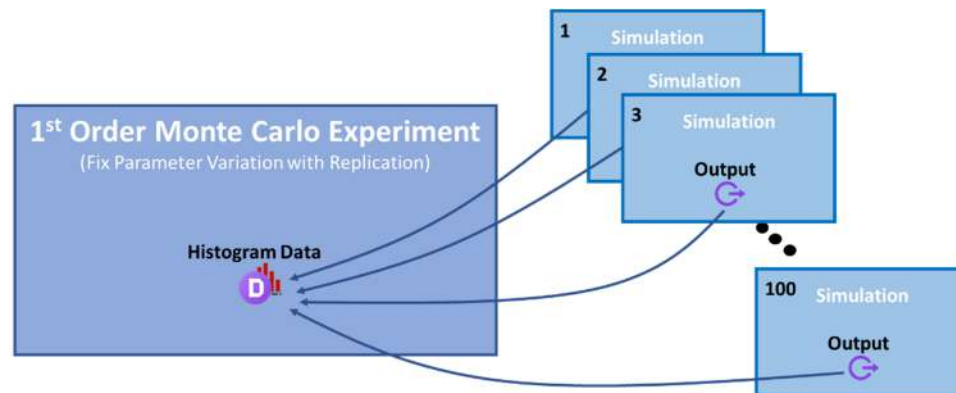 1
Simulation
2
Simulation
3
Simulation
Output
1st Order Monte Carlo Experiment
(Fix Parameter Variation with Replication)
Histogram Data
D
100
Simulation
Output